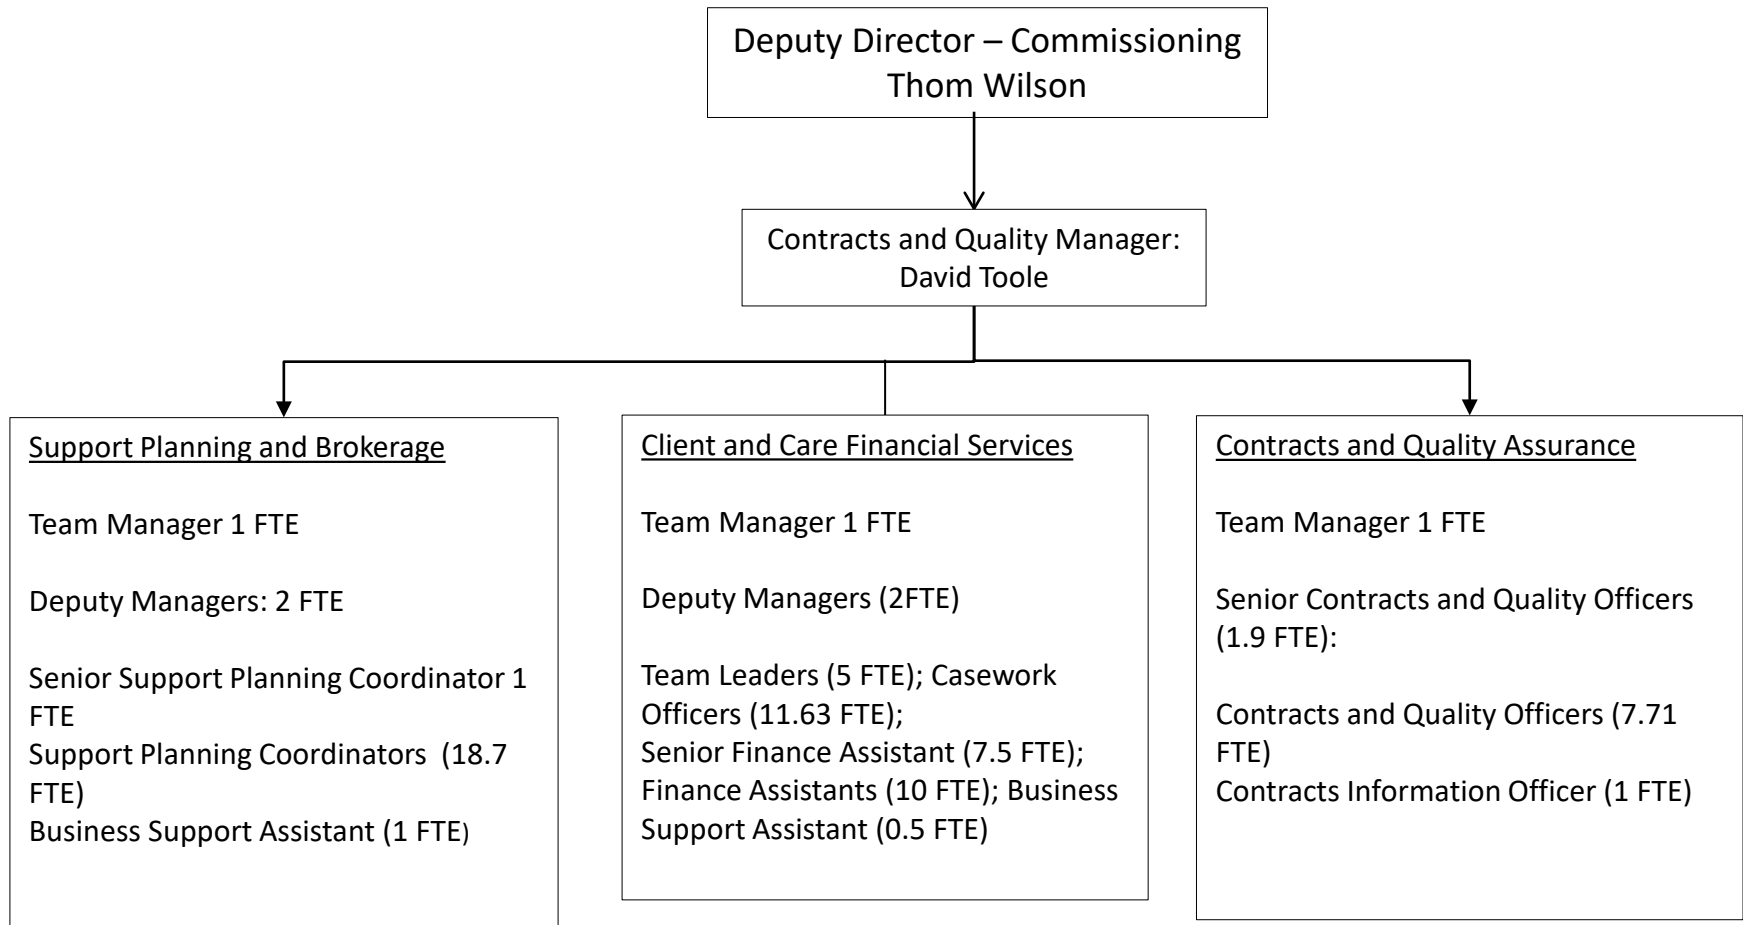 Deputy Director – Commissioning
Thom Wilson
Contracts and Quality Manager:
David Toole
Support Planning and Brokerage
Team Manager 1 FTE
Deputy Managers: 2 FTE
Senior Support Planning Coordinator 1
FTE
Support Planning Coordinators  (18.7
FTE)
Business Support Assistant (1 FTE)
Client and Care Financial Services
Team Manager 1 FTE
Deputy Managers (2FTE)
Team Leaders (5 FTE); Casework
Officers (11.63 FTE);
Senior Finance Assistant (7.5 FTE);
Finance Assistants (10 FTE); Business
Support Assistant (0.5 FTE)
Contracts and Quality Assurance
Team Manager 1 FTE
Senior Contracts and Quality Officers
(1.9 FTE):
Contracts and Quality Officers (7.71
FTE)
Contracts Information Officer (1 FTE)